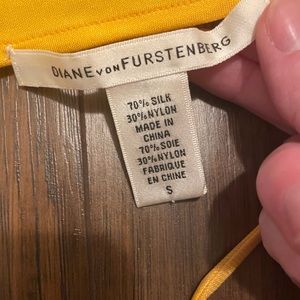 DIANE VON FURSTENBERG
70% SILK
30% NYLON
MADE IN
CHINA
70% SOIE
30% NYLON
FABRIQUE
EN CHINE
S